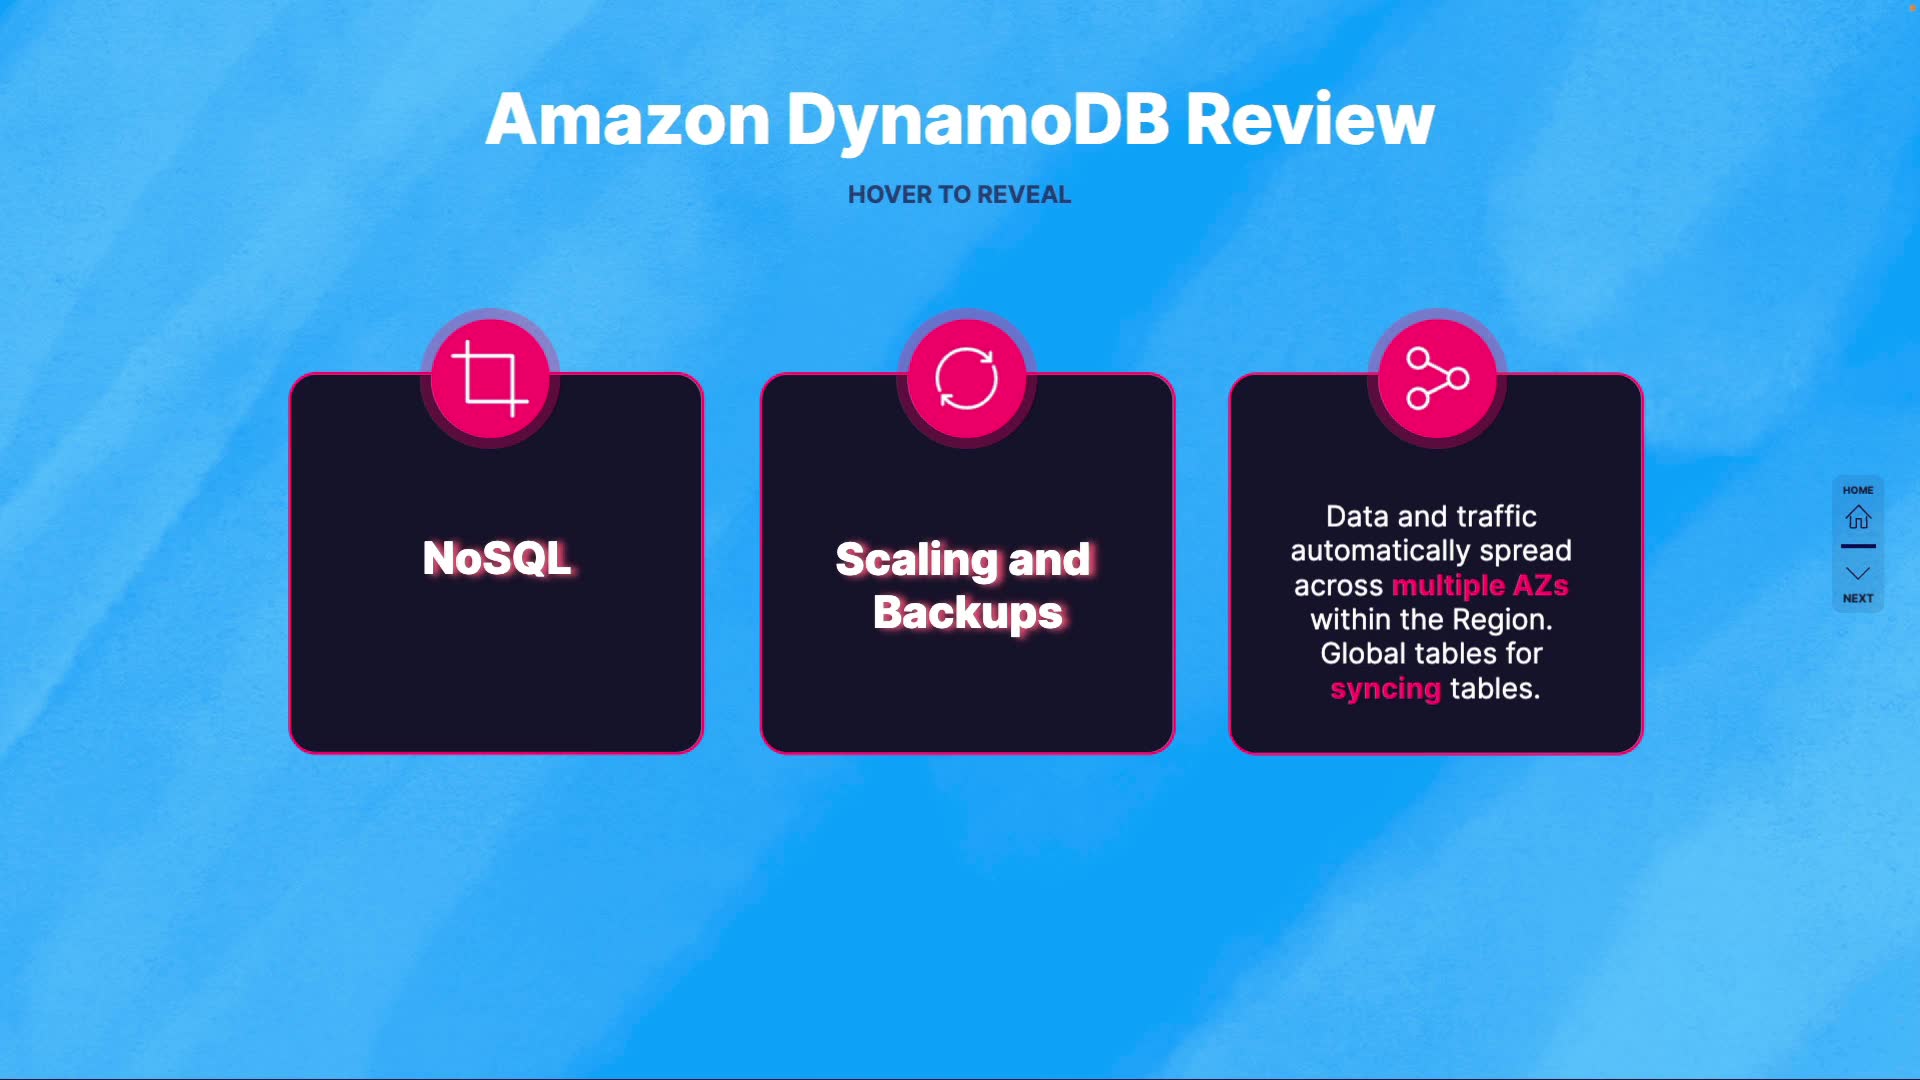 Amazon DynamoDB Review
HOVER TO REVEAL
NoSQL
Scaling and
Backups
Data and traffic
automatically spread
across multiple AZs
within the Region.
Global tables for
syncing tables.
HOME
NEXT